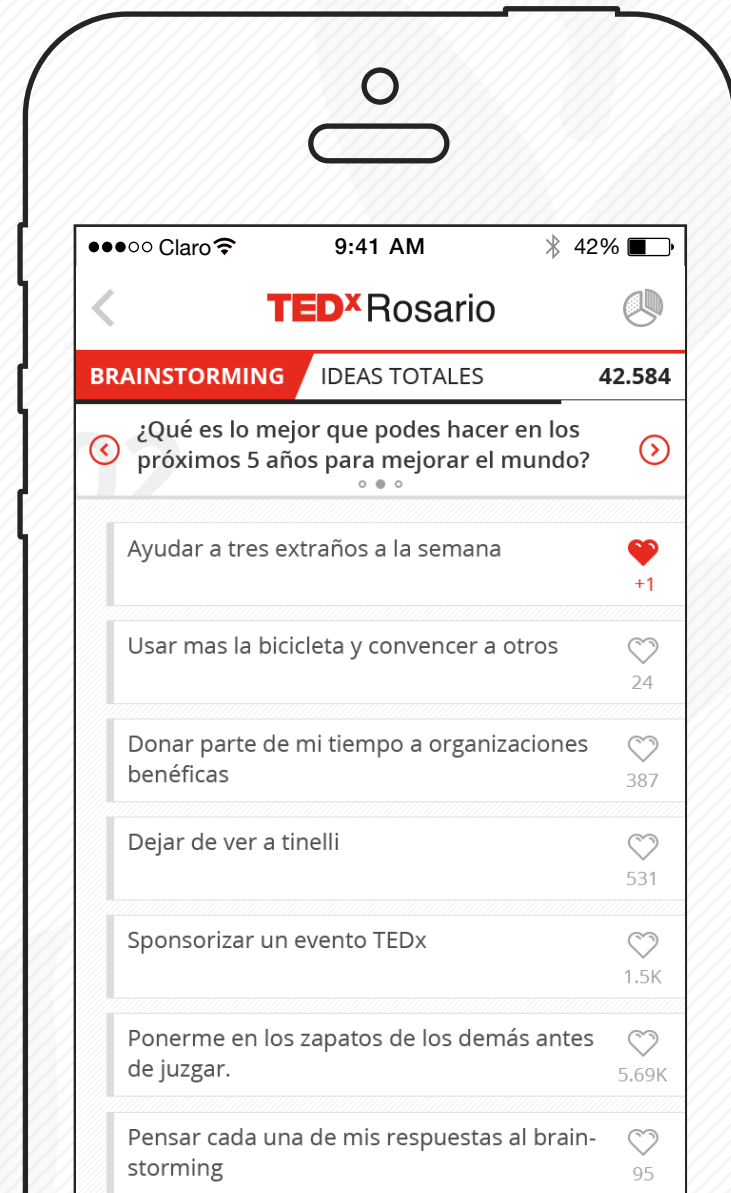 Claro 9:41 AM 42%
TEDx Rosario
BRAINSTORMING IDEAS TOTALES 42.584
02
¿Qué es lo mejor que podes hacer en los
próximos 5 años para mejorar el mundo?
Ayudar a tres extraños a la semana
+1
Usar mas la bicicleta y convencer a otros
24
Donar parte de mi tiempo a organizaciones
benéficas
387
Dejar de ver a tinelli
531
Sponsorizar un evento TEDx
1.5K
Ponerme en los zapatos de los demás antes
de juzgar.
5.69K
Pensar cada una de mis respuestas al brain-
storming
95